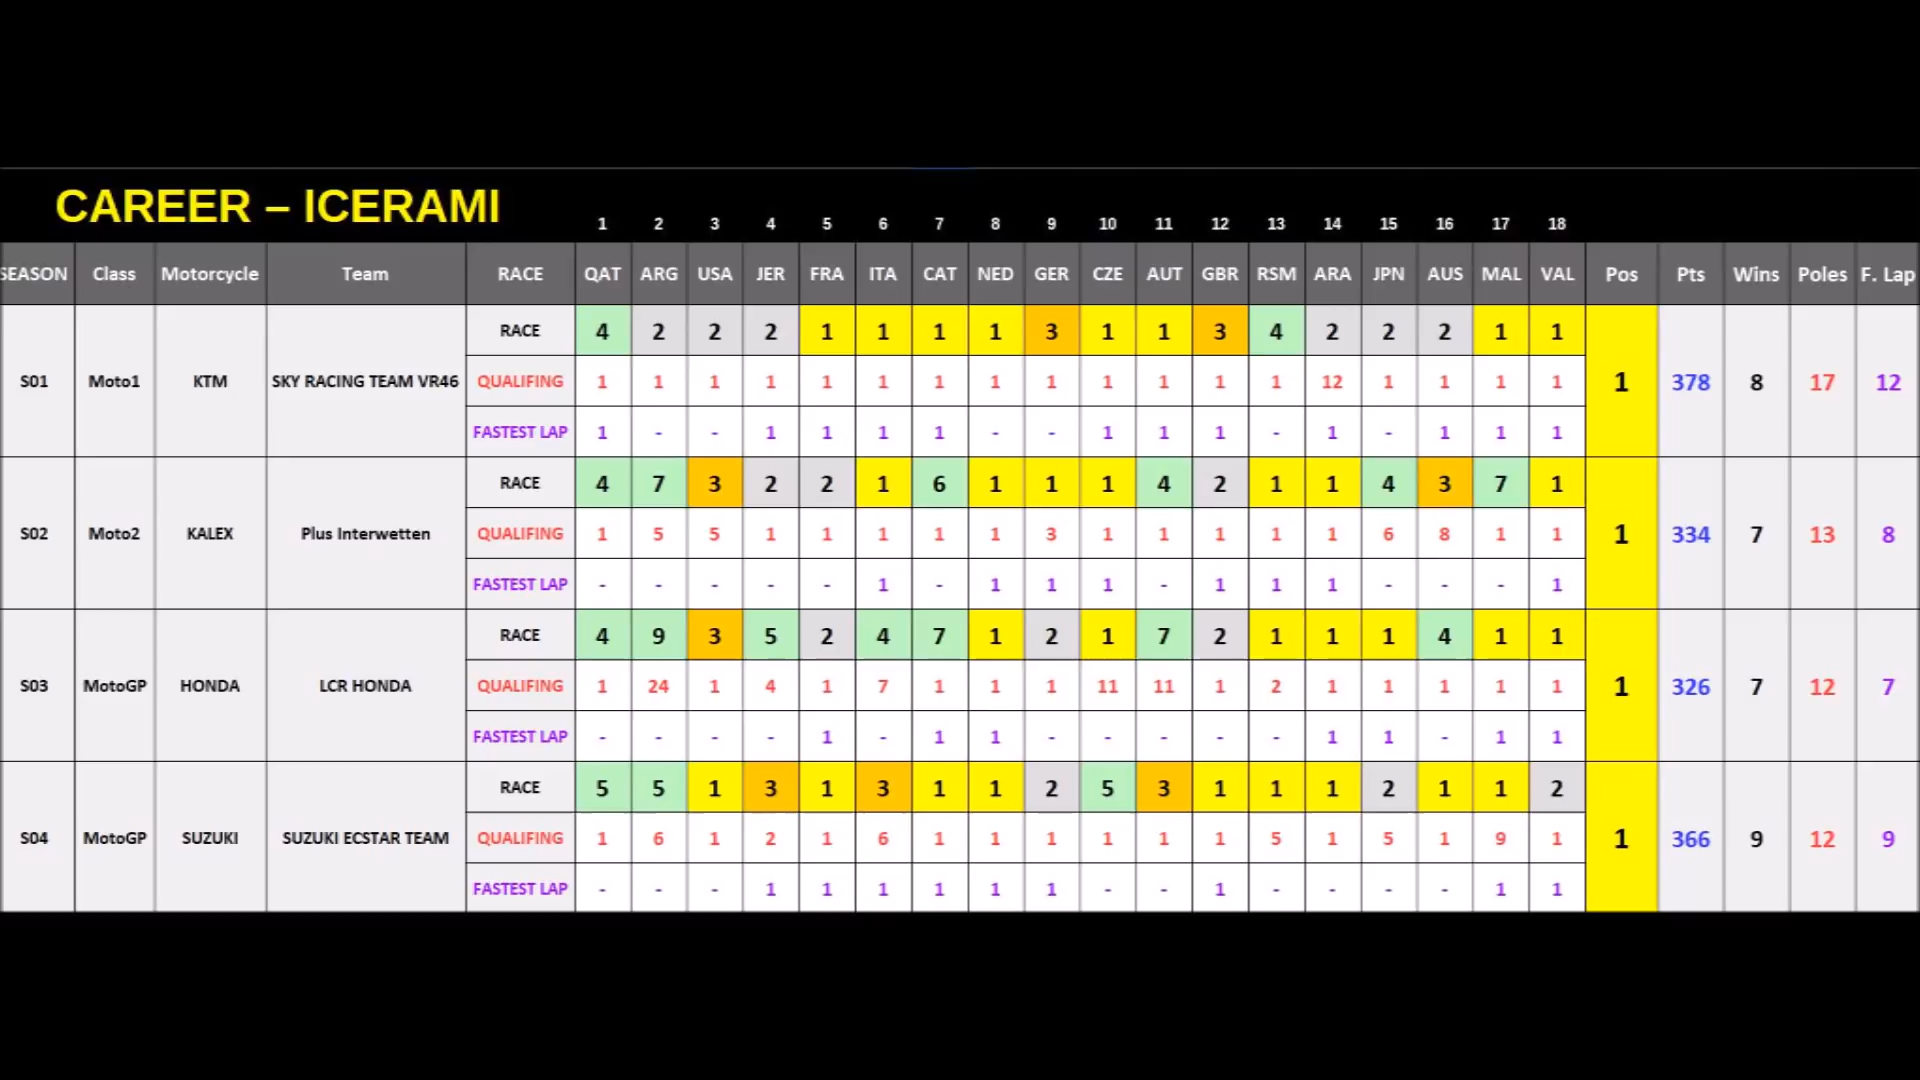 CAREER – ICERAMI
1 2 3 4 5 6 7 8 9 10 11 12 13 14 15 16 17 18
SEASON Class Motorcycle Team RACE QAT ARG USA JER FRA ITA CAT NED GER CZE AUT GBR RSM ARA JPN AUS MAL VAL Pos Pts Wins Poles F. Lap
RACE 4 2 2 2 1 1 1 1 3 1 1 3 4 2 2 2 1 1
S01 Moto1 KTM SKY RACING TEAM VR46 QUALIFING 1 1 1 1 1 1 1 1 1 1 1 1 1 12 1 1 1 1 1 378 8 17 12
FASTEST LAP 1 - - 1 1 1 1 - - 1 1 1 - 1 - 1 1 1
RACE 4 7 3 2 2 1 6 1 1 1 4 2 1 1 4 3 7 1
S02 Moto2 KALEX Plus Interwetten QUALIFING 1 5 5 1 1 1 1 1 3 1 1 1 1 1 6 8 1 1 1 334 7 13 8
FASTEST LAP - - - - - 1 - 1 1 1 - 1 1 1 - - - 1
RACE 4 9 3 5 2 4 7 1 2 1 7 2 1 1 1 4 1 1
S03 MotoGP HONDA LCR HONDA QUALIFING 1 24 1 4 1 7 1 1 1 11 11 1 2 1 1 1 1 1 1 326 7 12 7
FASTEST LAP - - - - 1 - 1 1 - - - - - 1 1 - 1 1
RACE 5 5 1 3 1 3 1 1 2 5 3 1 1 1 2 1 1 2
S04 MotoGP SUZUKI SUZUKI ECSTAR TEAM QUALIFING 1 6 1 2 1 6 1 1 1 1 1 1 5 1 5 1 9 1 1 366 9 12 9
FASTEST LAP - - - 1 1 1 1 1 1 - - 1 - - - - 1 1